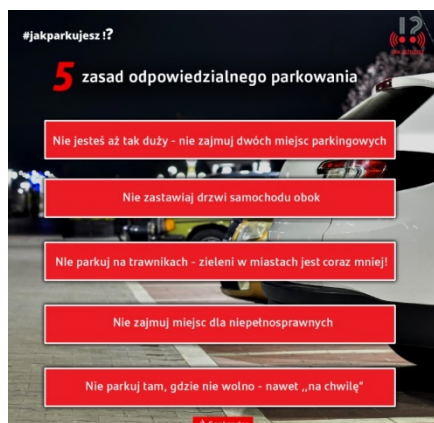 #jakparkujesz!?
!?
5 zasad odpowiedzialnego parkowania
Nie jesteś aż tak duży - nie zajmuj dwóch miejsc parkingowych
Nie zastawiaj drzwi samochodu obok
NIe parkuj na trawnikach - zieleni w miastach jest coraz mniej!
Nie zajmuj miejsc dla niepełnosprawnych
Nie parkuj tam, gdzie nie wolno - nawet ,,na chwilę"